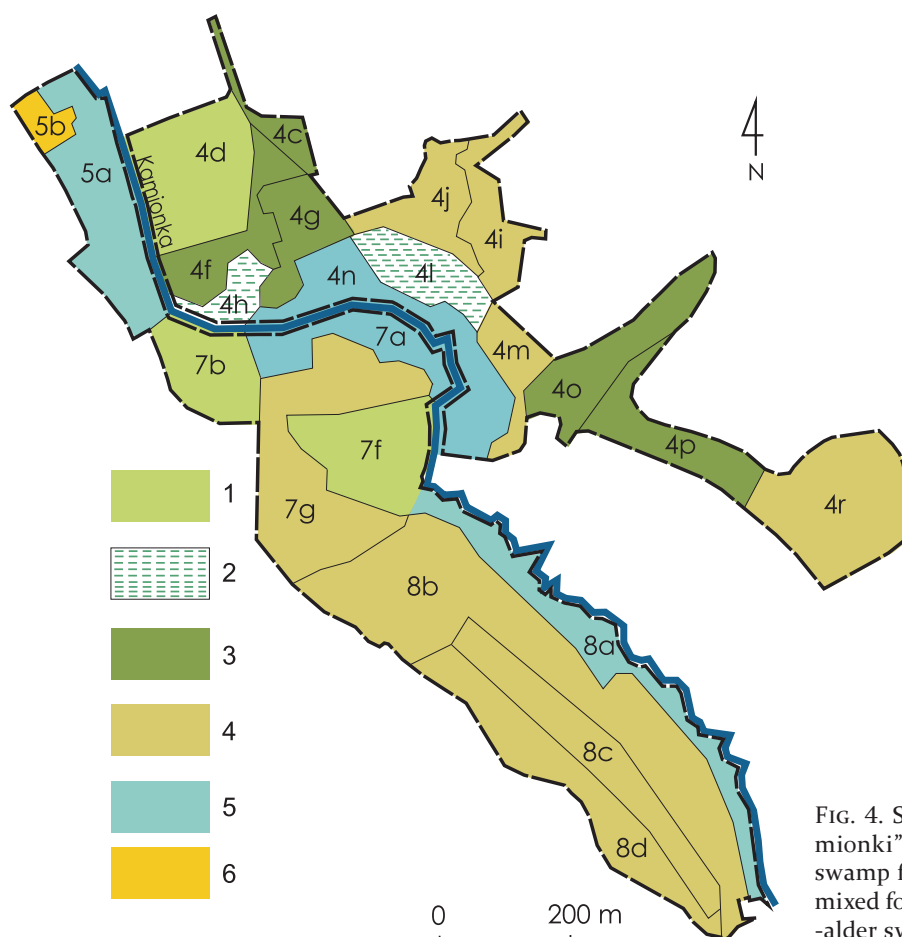 5b
5a
Kamionka
4d
4c
4g
4f
4h
4n
4l
4j
4i
N
7b
7a
4m
4o
4p
4r
7f
7g
8b
8a
8c
8d
1
2
3
4
5
6
0 200 m
FIG. 4. S
mionki”
swamp f
mixed fo
-alder sw